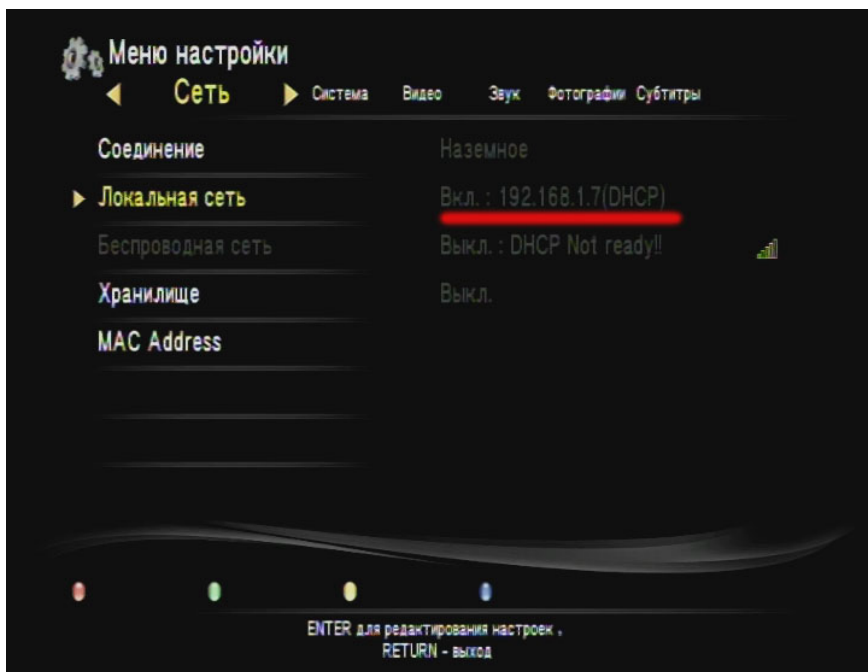 Меню настройки
Сеть Система Видео Звук Фотографии Субтитры
Соединение Наземное
Локальная сеть Вкл. : 192.168.1.7(DHCP)
Беспроводная сеть Выкл. : DHCP Not ready!!
Хранилище Выкл.
MAC Address
ENTER для редактирования настроек .
RETURN - выход